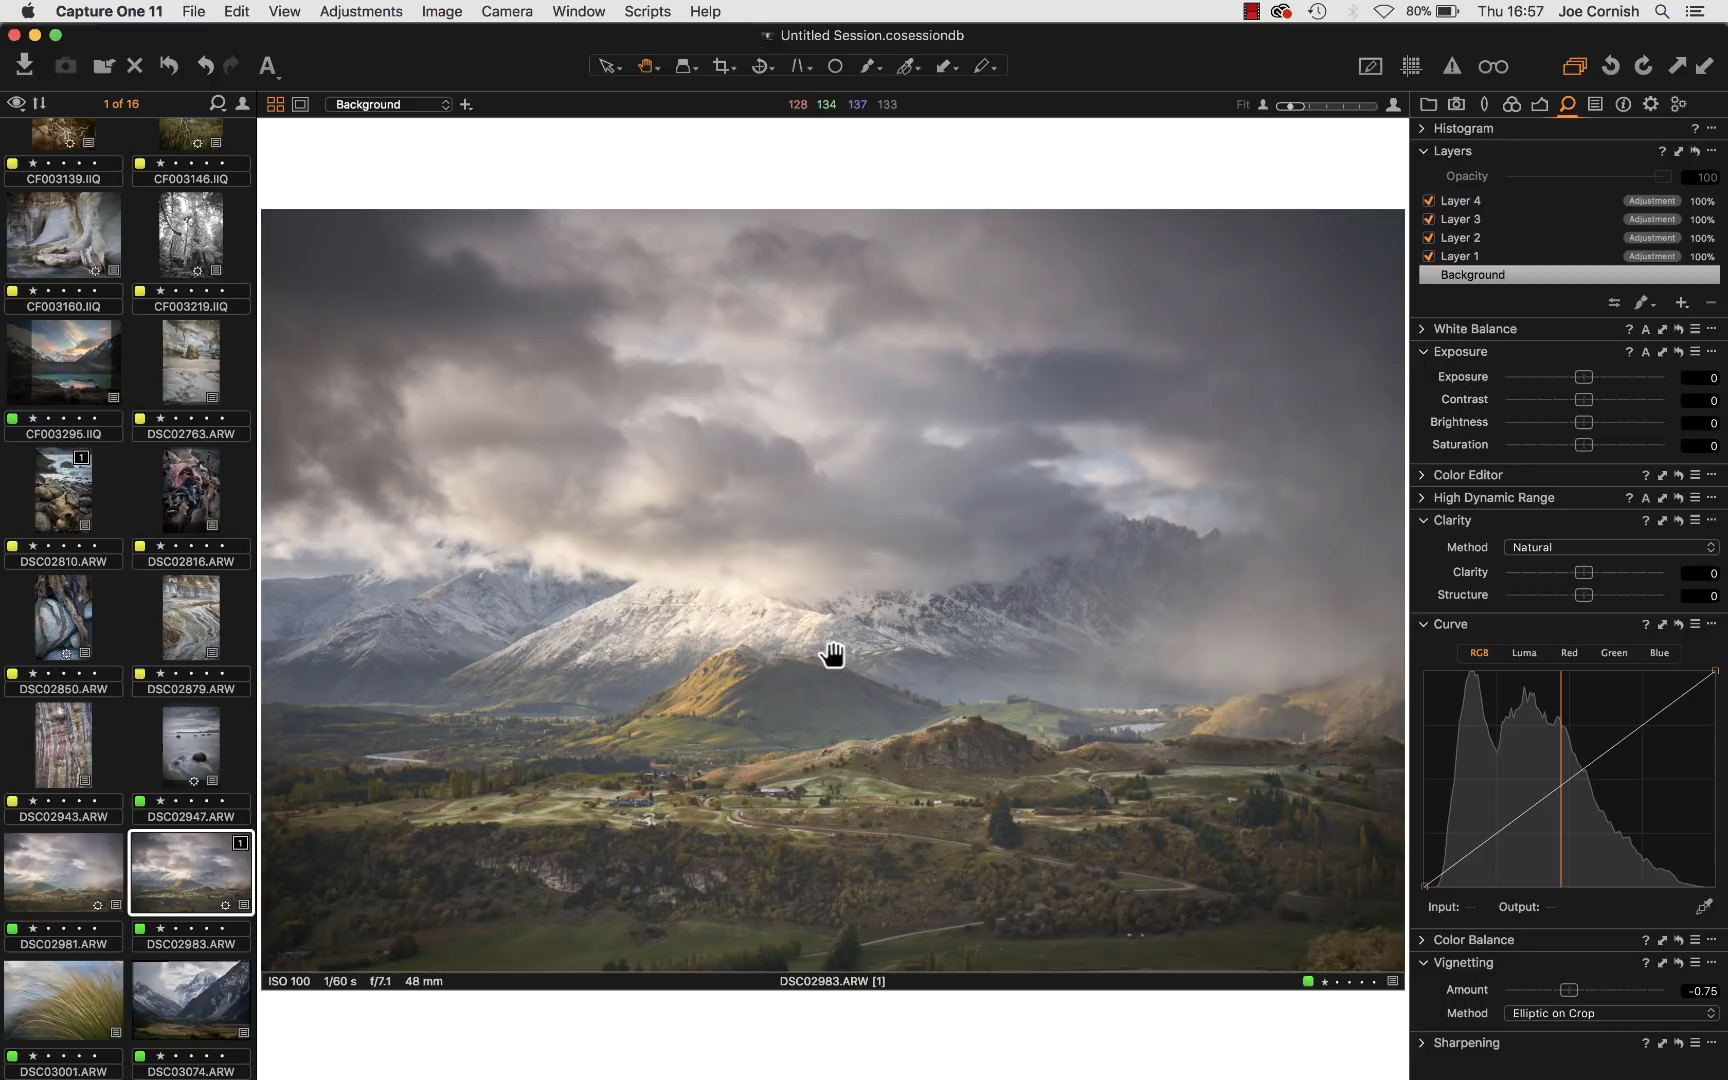 Capture One 11 File Edit View Adjustments Image Camera Window Scripts Help 80% Thu 16:57 Joe Cornish
Untitled Session.cosessiondb
A
1 of 16 Background 128 134 137 133 Fit
CF003139.IIQ CF003146.IIQ
CF003160.IIQ CF003219.IIQ
CF003295.IIQ DSC02763.ARW
1
DSC02810.ARW DSC02816.ARW
DSC02850.ARW DSC02879.ARW
DSC02943.ARW DSC02947.ARW
1
DSC02981.ARW DSC02983.ARW
DSC03001.ARW DSC03074.ARW
ISO 100 1/60 s f/7.1 48 mm DSC02983.ARW [1]
Histogram ? ...
Layers ? ...
Opacity 100
Layer 4 Adjustment 100%
Layer 3 Adjustment 100%
Layer 2 Adjustment 100%
Layer 1 Adjustment 100%
Background
White Balance ? A ...
Exposure ? A ...
Exposure 0
Contrast 0
Brightness 0
Saturation 0
Color Editor ? ...
High Dynamic Range ? A ...
Clarity ? ...
Method Natural
Clarity 0
Structure 0
Curve ? ...
RGB Luma Red Green Blue
Input: -- Output: --
Color Balance ? ...
Vignetting ? ...
Amount -0.75
Method Elliptic on Crop
Sharpening ? ...